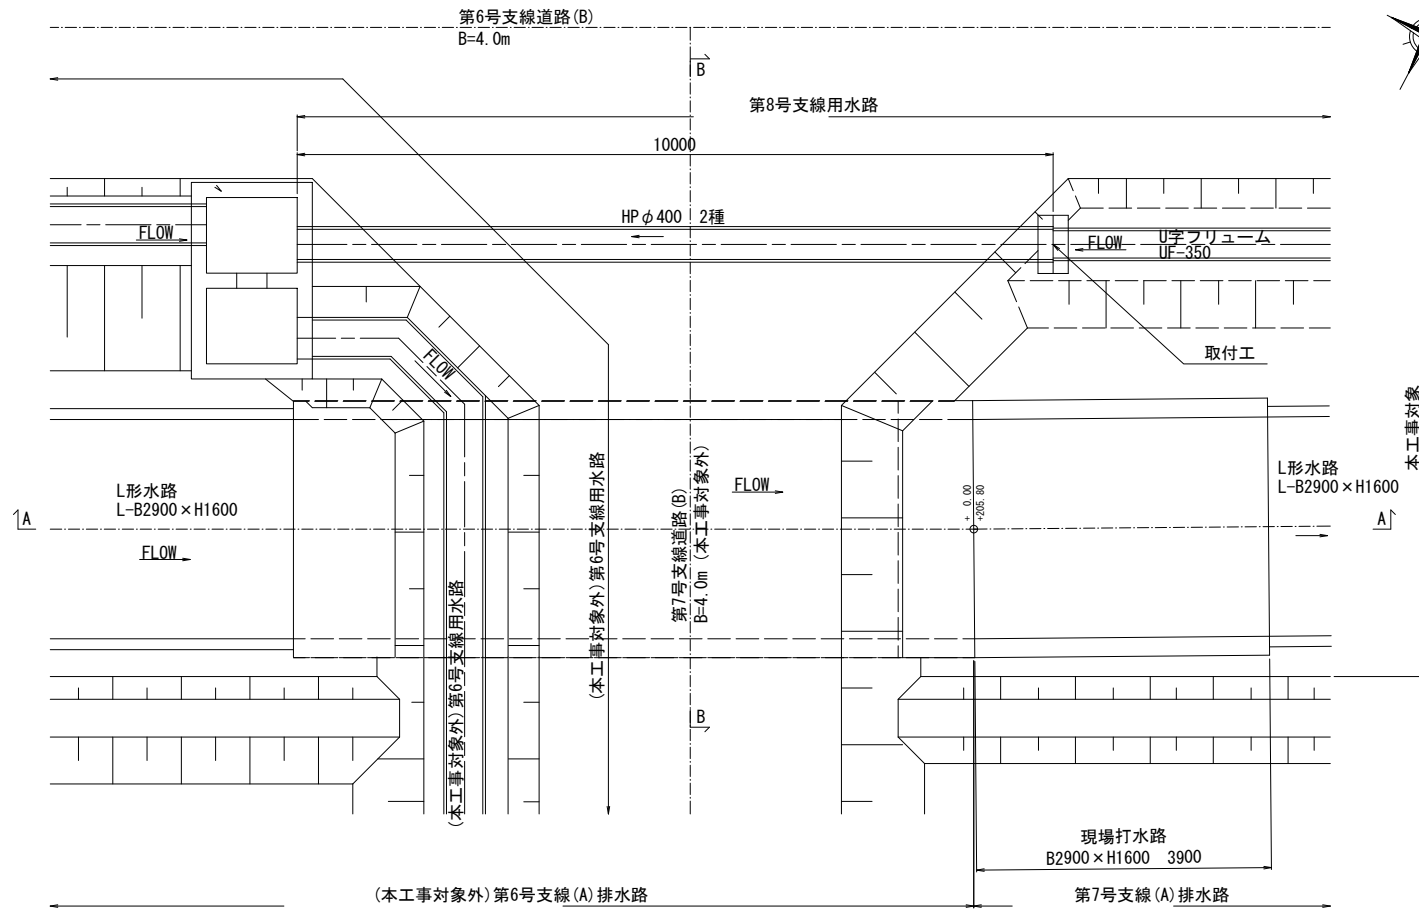 第6号支線道路(B)
B=4.0m
B
第8号支線用水路
10000
HPφ400 2種
FLOW
FLOW
U字フリューム
UF-350
FLOW
取付工
本工事対象
L形水路
L-B2900×H1600
FLOW
A
(本工事対象外)第6号支線用水路
(本工事対象外)第6号支線用水路
第7号支線道路(B)
B=4.0m (本工事対象外)
FLOW
+ 0.00
+205.80
L形水路
L-B2900×H1600
A
B
現場打水路
B2900×H1600 3900
(本工事対象外)第6号支線(A)排水路
第7号支線(A)排水路